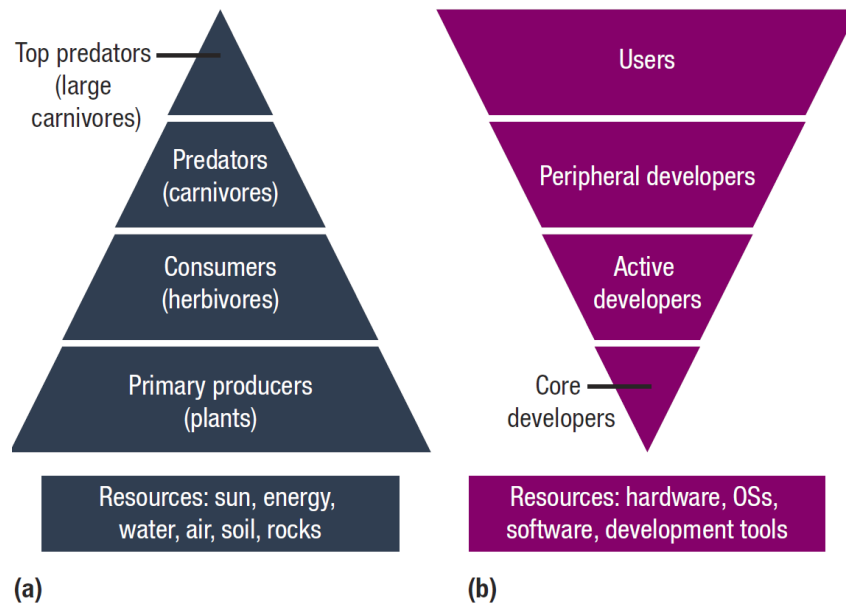 Top predators
(large
carnivores)
Predators
(carnivores)
Consumers
(herbivores)
Primary producers
(plants)
Resources: sun, energy,
water, air, soil, rocks
(a)
Users
Peripheral developers
Active
developers
Core
developers
Resources: hardware, OSs,
software, development tools
(b)